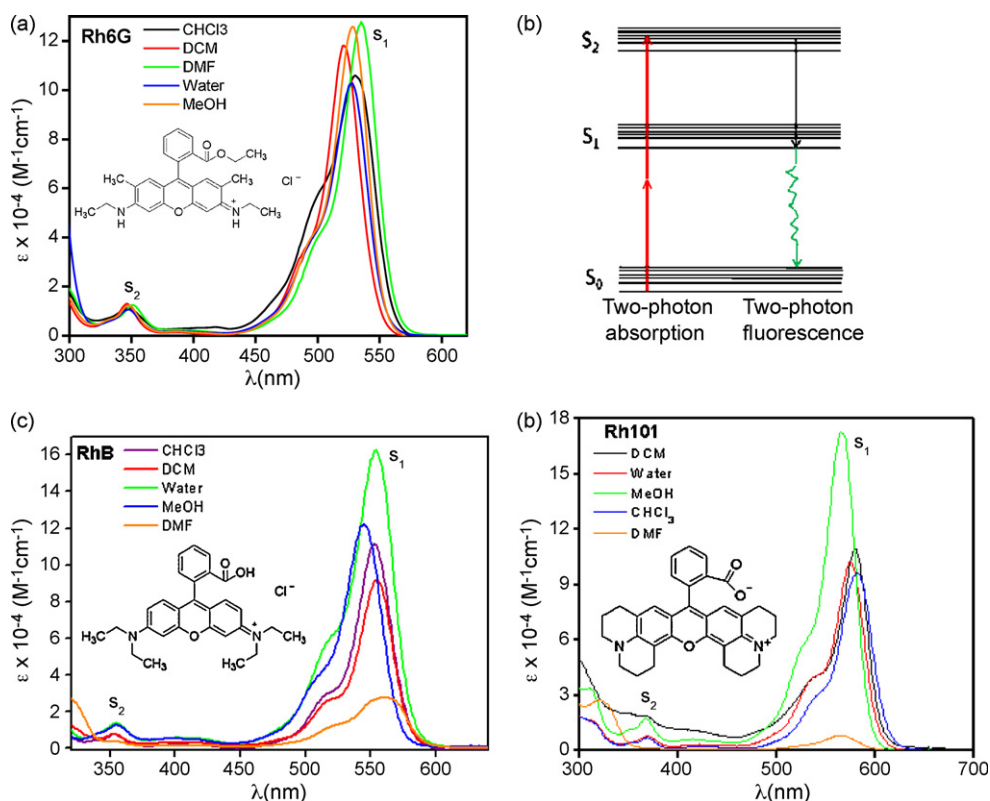 (a)
Rh6G
CHCl3
DCM
DMF
Water
MeOH
S1
S2
CH3
O
O
H3C
CH3
H3C
N
H
O
N+
H
CH3
Cl−
ε x 10-4 (M-1cm-1)
12
10
8
6
4
2
0
300 350 400 450 500 550 600
λ(nm)
(b)
S2
S1
S0
Two-photon absorption
Two-photon fluorescence
(c)
RhB
CHCl3
DCM
Water
MeOH
DMF
S1
S2
O
OH
Cl−
H3C
N
O
N+
CH3
CH3
H3C
ε x 10-4 (M-1cm-1)
16
14
12
10
8
6
4
2
0
350 400 450 500 550 600
λ(nm)
(b)
Rh101
DCM
Water
MeOH
CHCl3
DMF
S1
S2
O
O−
N
O
N+
ε x 10-4 (M-1cm-1)
18
15
12
9
6
3
0
300 400 500 600 700
λ(nm)